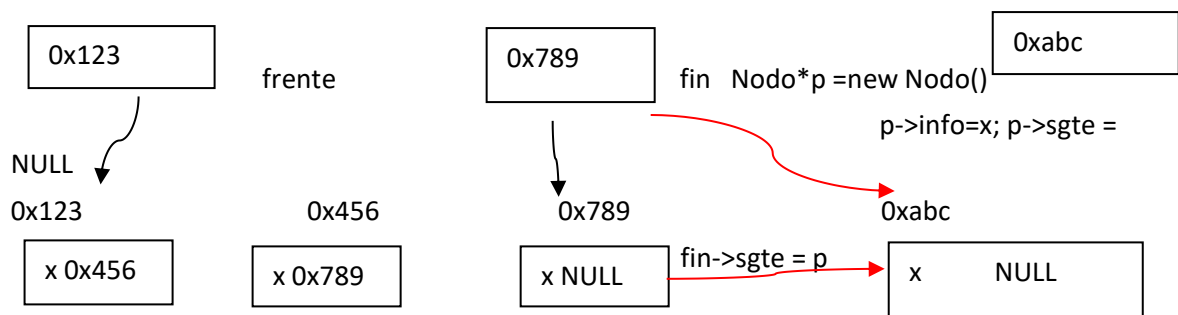 0x123 0x789 0xabc
frente fin Nodo*p =new Nodo()
p->info=x; p->sgte =
NULL
0x123 0x456 0x789 0xabc
x 0x456 x 0x789 x NULL fin->sgte = p x NULL